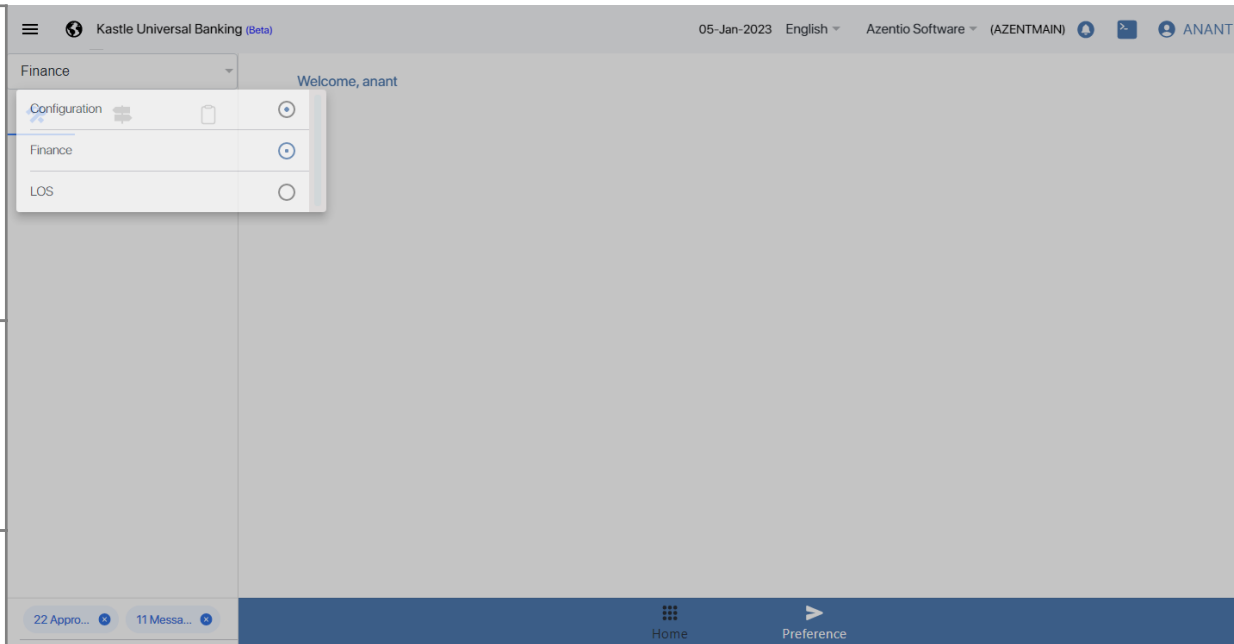 Kastle Universal Banking (Beta) 05-Jan-2023 English Azentio Software (AZENTMAIN) ANANT
Finance
Welcome, anant
Configuration
Finance
LOS
22 Appro... 11 Messa...
Home Preference